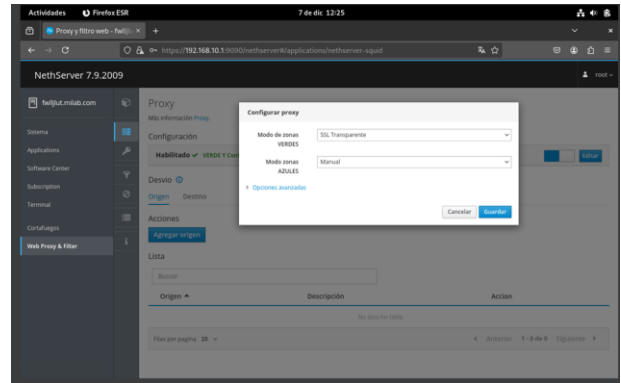 Actividades Firefox ESR 7 de dic 12:25
Proxy y filtro web - fwlljlut. × +
https://192.168.10.1:9090/nethserver#/applications/nethserver-squid
NethServer 7.9.2009 root
fwlljlut.milab.com
Sistema
Applications
Software Center
Subscription
Terminal
Cortafuegos
Web Proxy & Filter
Proxy
Más información Proxy.
Configuración
Habilitado ✓ VERDE Y Editar
Desvio
Origen Destino
Acciones
Agregar origen
Lista
Buscar
Origen Descripción Accion
No data for table
Filas por pagina 25 Anterior 1 - 0 de 0 Siguiente
Configurar proxy
Modo de zonas VERDES SSL Transparente
Modo zonas AZULES Manual
Opciones avanzadas
Cancelar Guardar